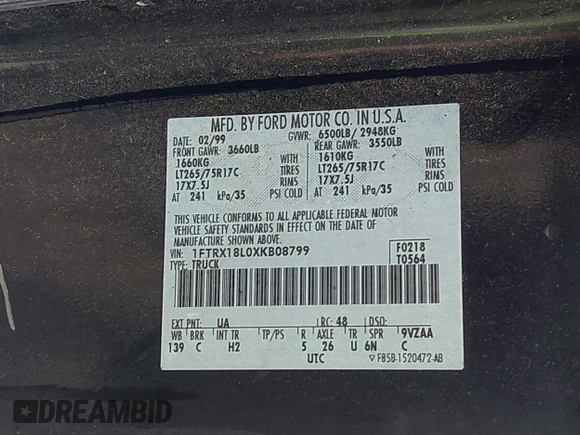 MFD. BY FORD MOTOR CO. IN U.S.A.
DATE: 02/99 GVWR: 6500LB/ 2948KG
FRONT GAWR: 3660LB REAR GAWR: 3550LB
1660KG WITH 1610KG WITH
LT265/75R17C TIRES LT265/75R17C TIRES
17X7.5J RIMS 17X7.5J RIMS
AT 241 kPa/35 PSI COLD AT 241 kPa/35 PSI COLD
THIS VEHICLE CONFORMS TO ALL APPLICABLE FEDERAL MOTOR
VEHICLE SAFETY STANDARDS IN EFFECT ON THE DATE OF
MANUFACTURE SHOWN ABOVE.
VIN: 1FTRX18L0XKB08799 F0218
TYPE: TRUCK T0564
EXT PNT: UA RC: 48 DSO:
WB BRK INT TR TP/PS R AXLE TR SPR 9VZAA
139 C H2 5 26 U 6N C
UTC ▽ F85B-1520472-AB
DREAMBID